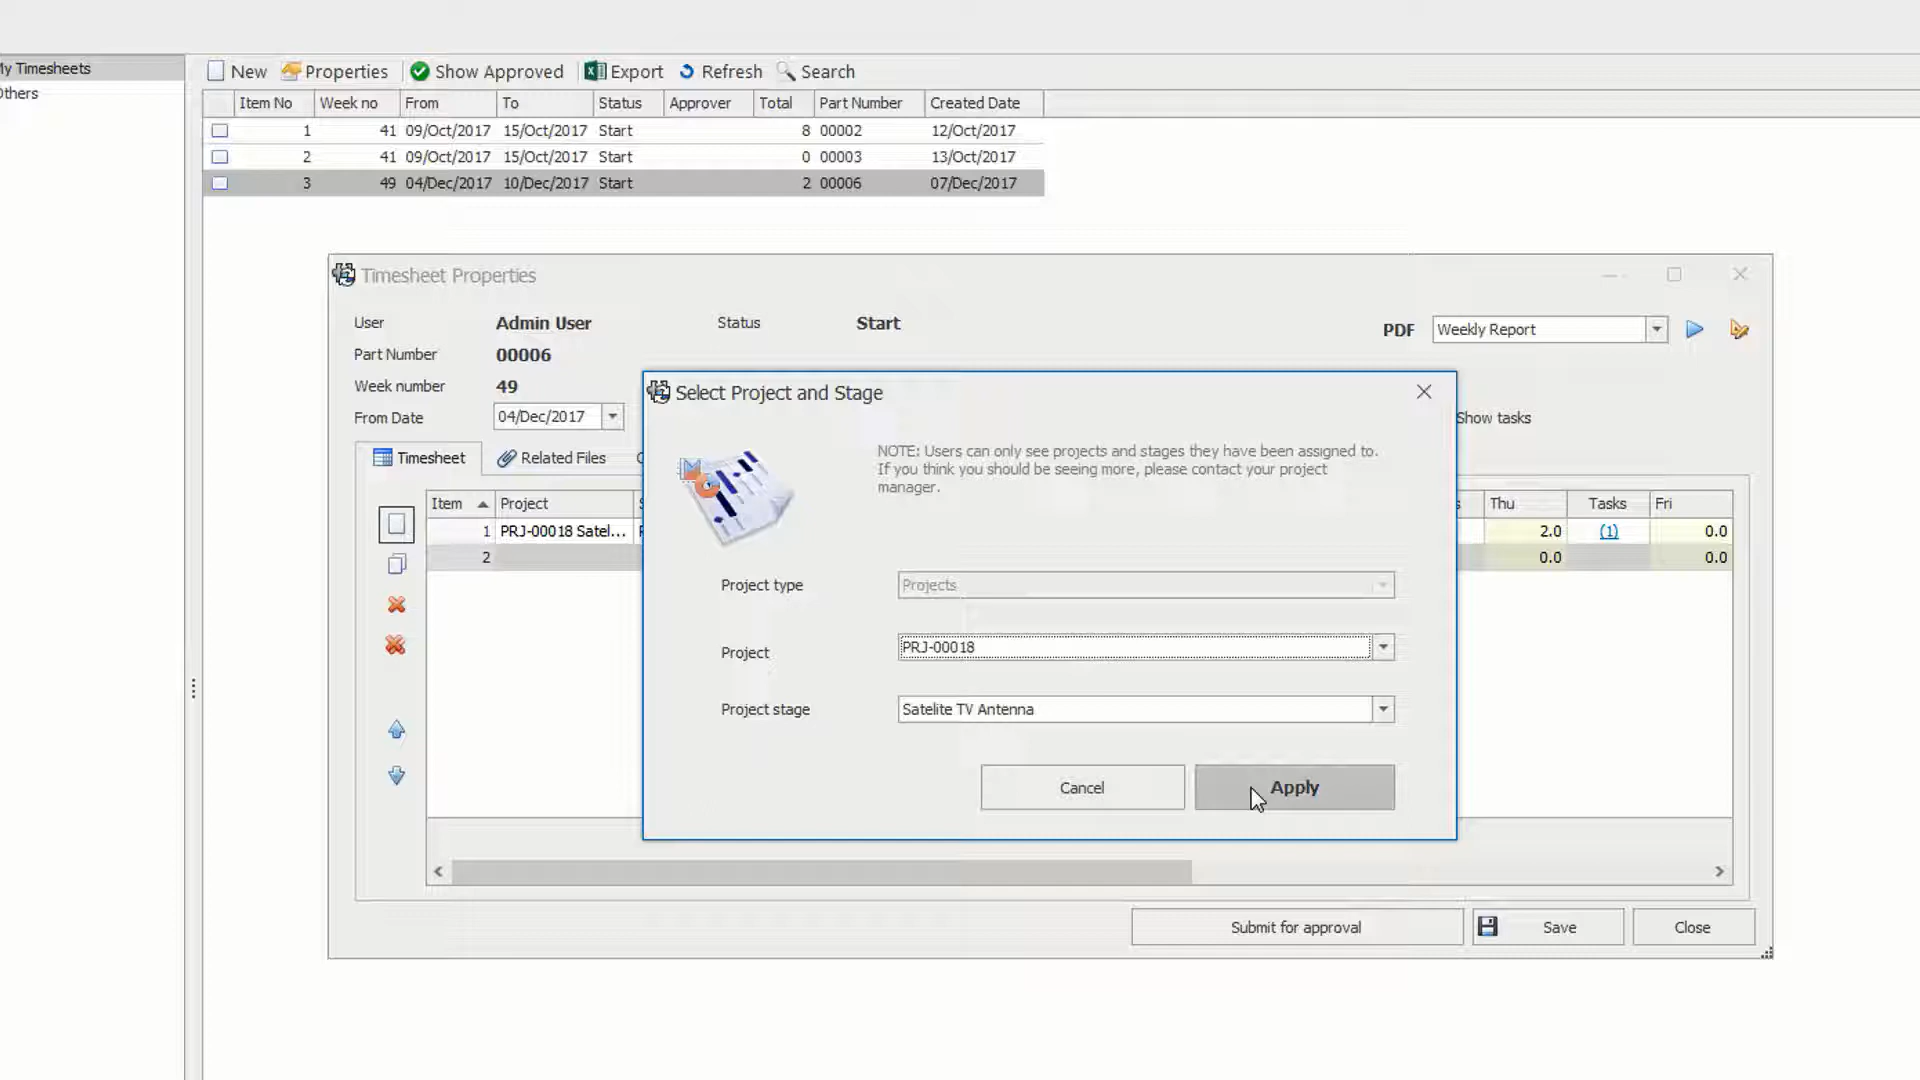 My Timesheets
Others
New Properties Show Approved Export Refresh Search
Item No Week no From To Status Approver Total Part Number Created Date
1 41 09/Oct/2017 15/Oct/2017 Start 8 00002 12/Oct/2017
2 41 09/Oct/2017 15/Oct/2017 Start 0 00003 13/Oct/2017
3 49 04/Dec/2017 10/Dec/2017 Start 2 00006 07/Dec/2017
Timesheet Properties
User Admin User Status Start PDF Weekly Report
Part Number 00006
Week number 49
From Date 04/Dec/2017 Show tasks
Timesheet Related Files
Item Project Thu Tasks Fri
1 PRJ-00018 Satel... 2.0 (1) 0.0
2 0.0 0.0
Select Project and Stage
NOTE: Users can only see projects and stages they have been assigned to.
If you think you should be seeing more, please contact your project
manager.
Project type Projects
Project PRJ-00018
Project stage Satelite TV Antenna
Cancel Apply
Submit for approval Save Close